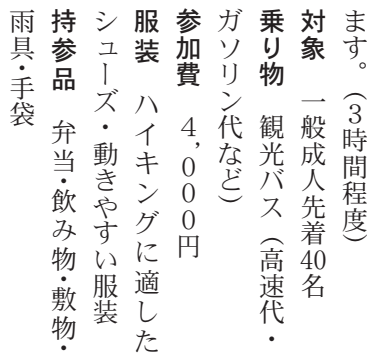 ます。（3時間程度）
対象　一般成人先着40名
乗り物　観光バス（高速代・
ガソリン代など）
参加費　4,000円
服装　ハイキングに適した
シューズ・動きやすい服装
持参品　弁当・飲み物・敷物・
雨具・手袋